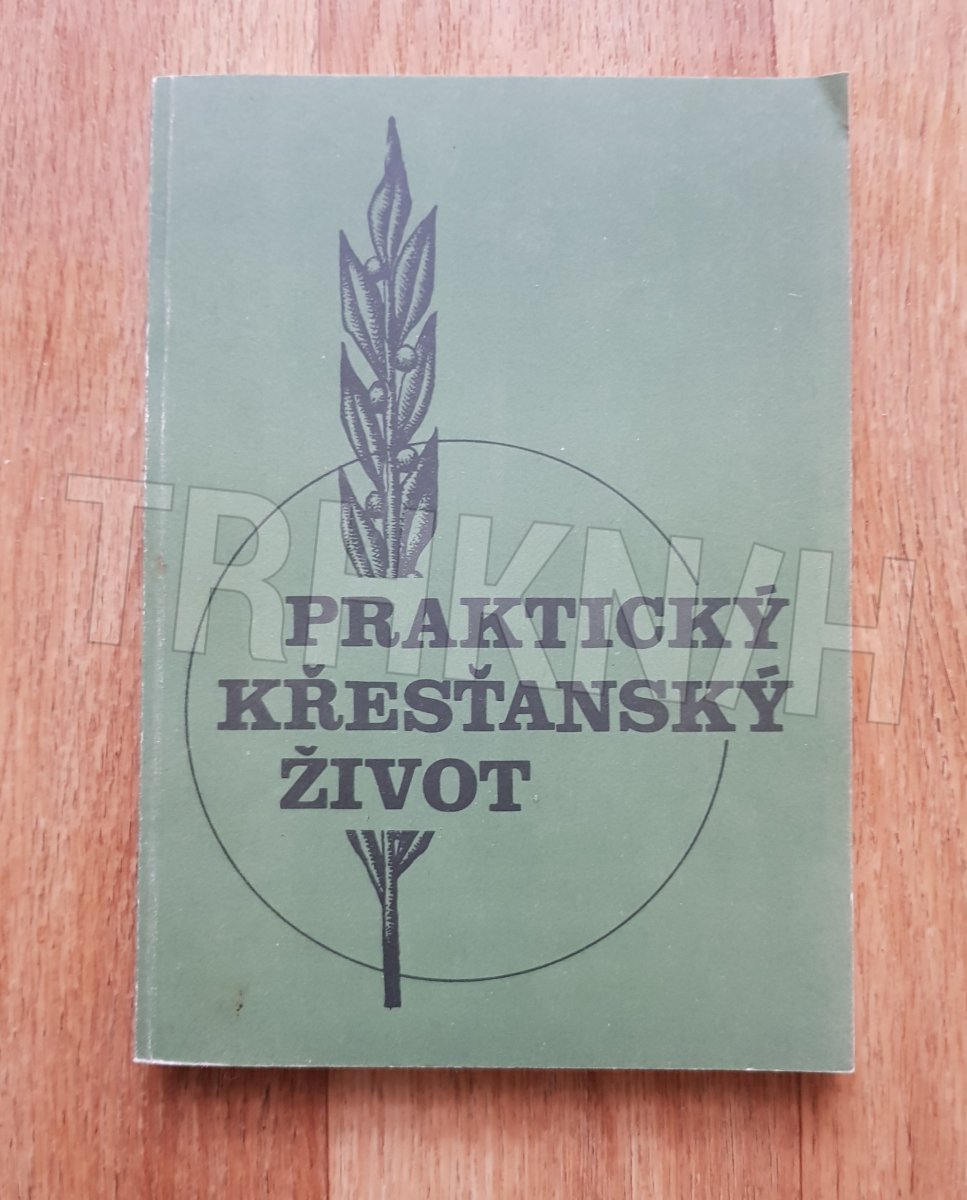 PRAKTICKÝ
KŘESŤANSKÝ
ŽIVOT
TRHKNIH